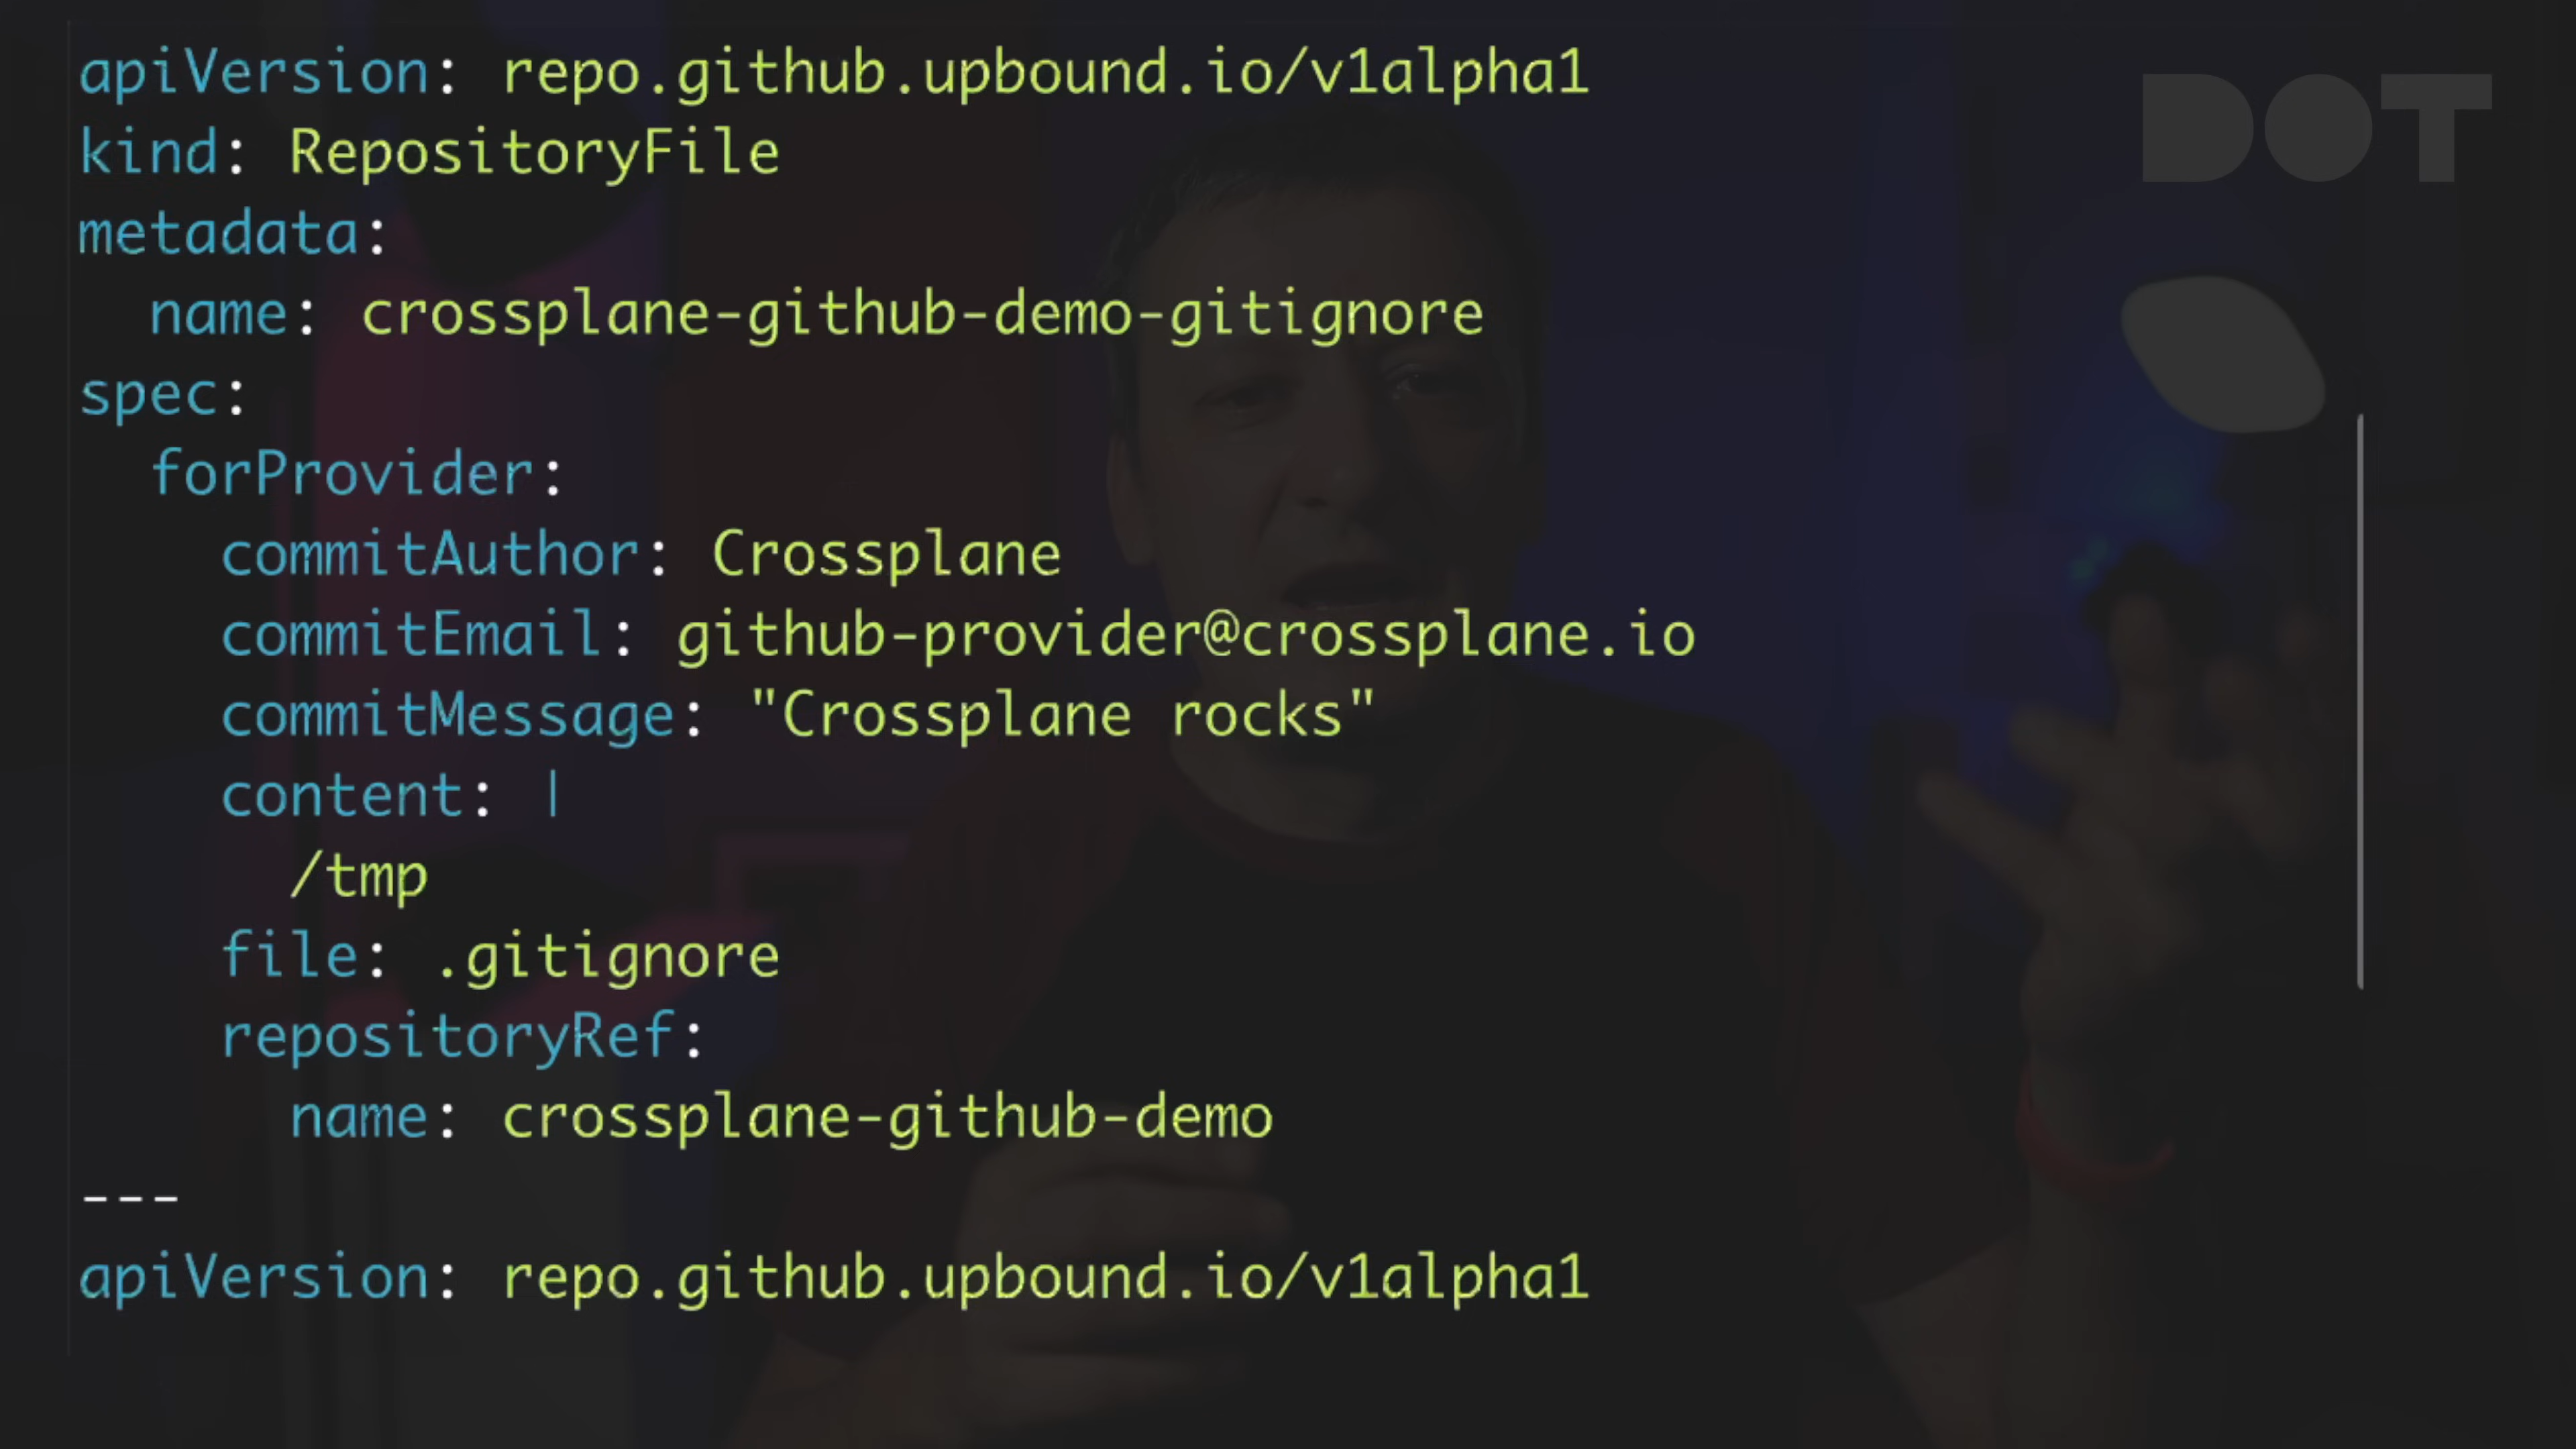 apiVersion: repo.github.upbound.io/v1alpha1
DOT
kind: RepositoryFile
metadata:
  name: crossplane-github-demo-gitignore
spec:
  forProvider:
    commitAuthor: Crossplane
    commitEmail: github-provider@crossplane.io
    commitMessage: "Crossplane rocks"
    content: |
      /tmp
    file: .gitignore
    repositoryRef:
      name: crossplane-github-demo
---
apiVersion: repo.github.upbound.io/v1alpha1